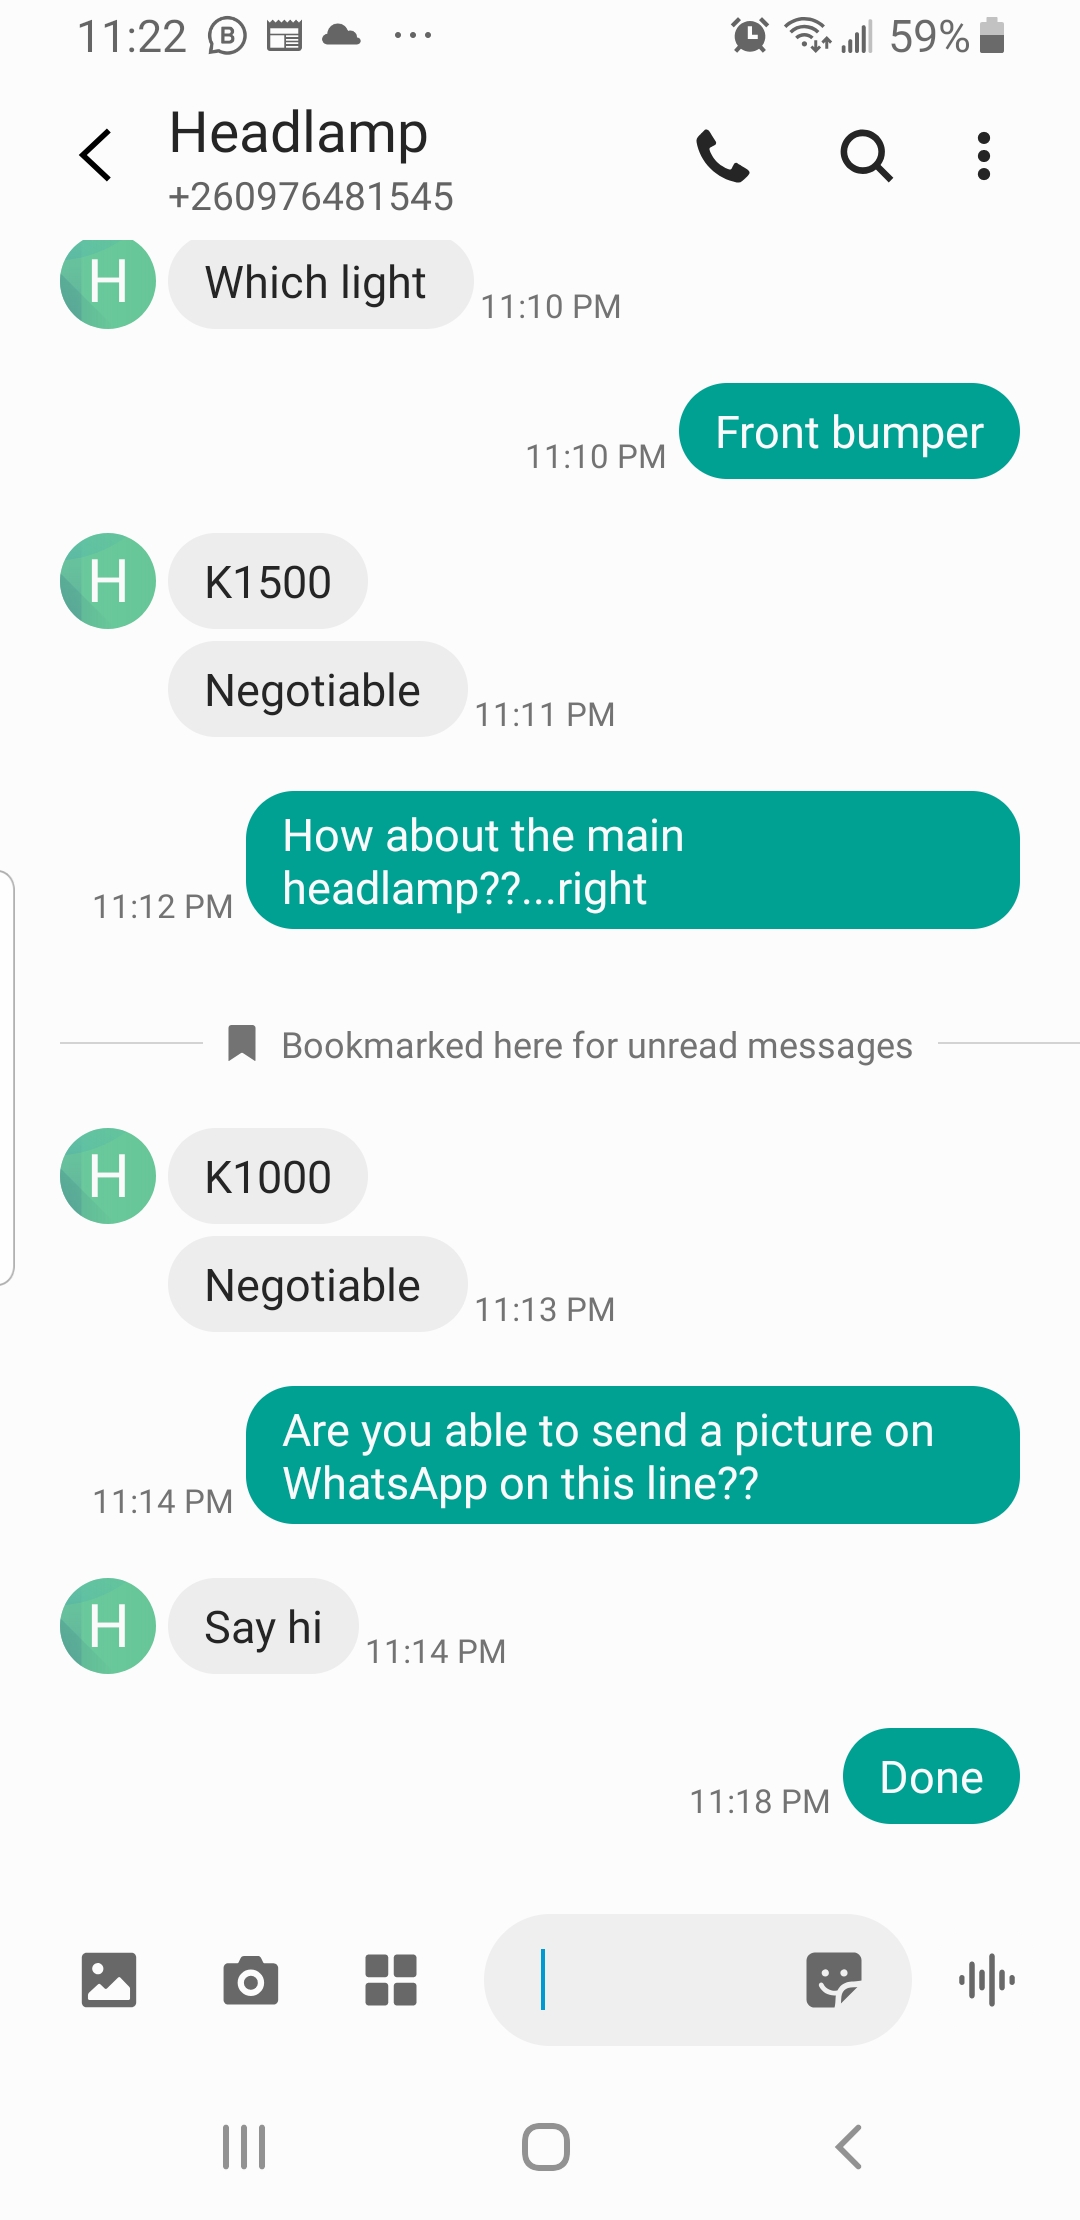 11:22
B
59%
Headlamp
+260976481545
H
Which light
11:10 PM
Front bumper
11:10 PM
H
K1500
Negotiable
11:11 PM
How about the main
headlamp??...right
11:12 PM
Bookmarked here for unread messages
H
K1000
Negotiable
11:13 PM
Are you able to send a picture on
WhatsApp on this line??
11:14 PM
H
Say hi
11:14 PM
Done
11:18 PM